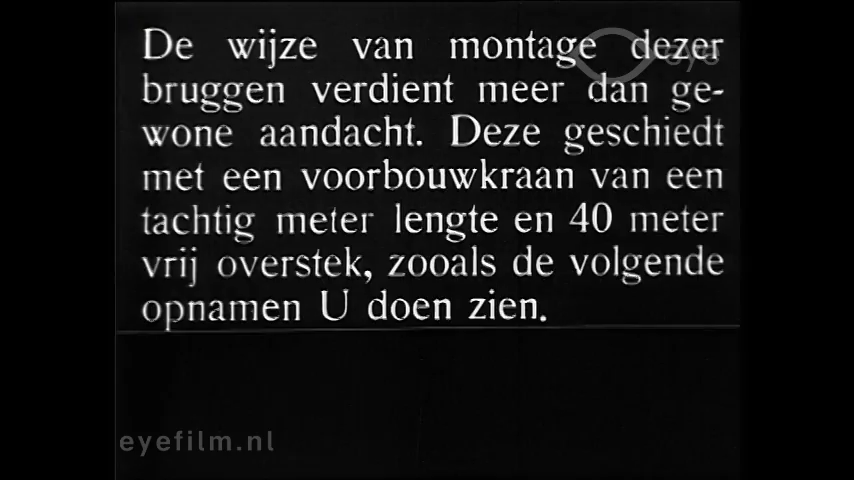 De wijze van montage dezer
bruggen verdient meer dan ge-
wone aandacht. Deze geschiedt
met een voorbouwkraan van een
tachtig meter lengte en 40 meter
vrij overstek, zooals de volgende
opnamen U doen zien.
eye
eyefilm.nl